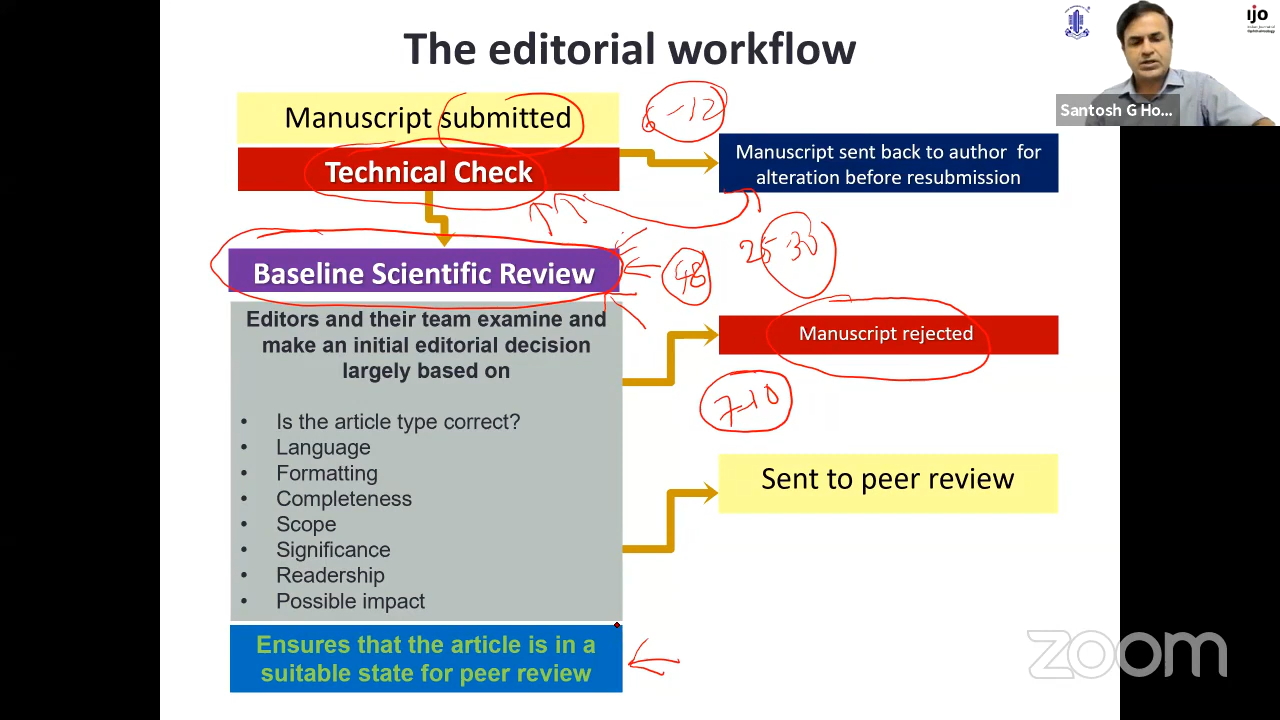 The editorial workflow
ijo
Santosh G Ho...
Manuscript submitted
6-12
Technical Check
Manuscript sent back to author for
alteration before resubmission
25-30
Baseline Scientific Review
48
Editors and their team examine and
make an initial editorial decision
largely based on
Manuscript rejected
7-10
• Is the article type correct?
• Language
• Formatting
• Completeness
• Scope
• Significance
• Readership
• Possible impact
Sent to peer review
Ensures that the article is in a
suitable state for peer review
zoom